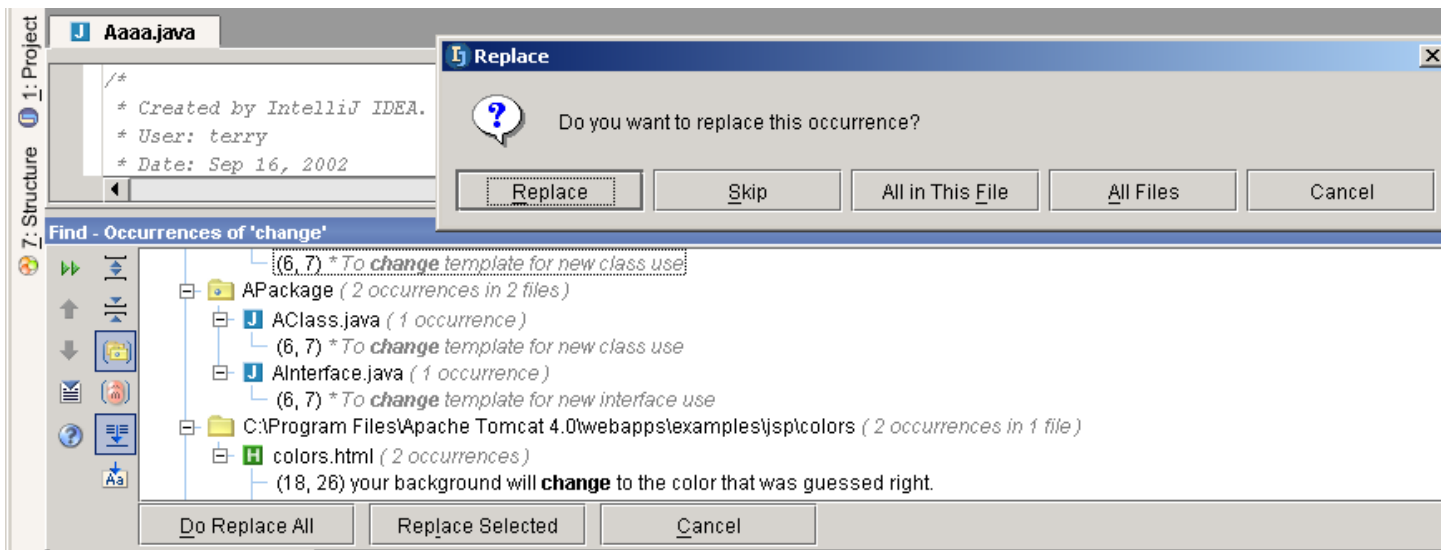 1: Project
7: Structure
Aaaa.java
/*
* Created by IntelliJ IDEA.
* User: terry
* Date: Sep 16, 2002
Replace
Do you want to replace this occurrence?
Replace Skip All in This File All Files Cancel
Find - Occurrences of 'change'
(6, 7) * To change template for new class use
APackage ( 2 occurrences in 2 files )
AClass.java ( 1 occurrence )
(6, 7) * To change template for new class use
AInterface.java ( 1 occurrence )
(6, 7) * To change template for new interface use
C:\Program Files\Apache Tomcat 4.0\webapps\examples\jsp\colors ( 2 occurrences in 1 file )
colors.html ( 2 occurrences )
(18, 26) your background will change to the color that was guessed right.
Do Replace All Replace Selected Cancel